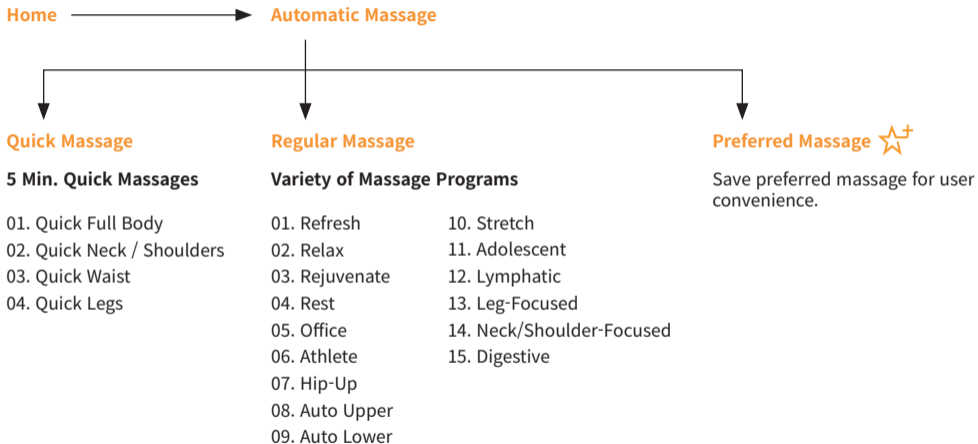 Home
Automatic Massage
Quick Massage
5 Min. Quick Massages
01. Quick Full Body
02. Quick Neck / Shoulders
03. Quick Waist
04. Quick Legs
Regular Massage
Variety of Massage Programs
01. Refresh
02. Relax
03. Rejuvenate
04. Rest
05. Office
06. Athlete
07. Hip-Up
08. Auto Upper
09. Auto Lower
10. Stretch
11. Adolescent
12. Lymphatic
13. Leg-Focused
14. Neck/Shoulder-Focused
15. Digestive
Preferred Massage
Save preferred massage for user
convenience.